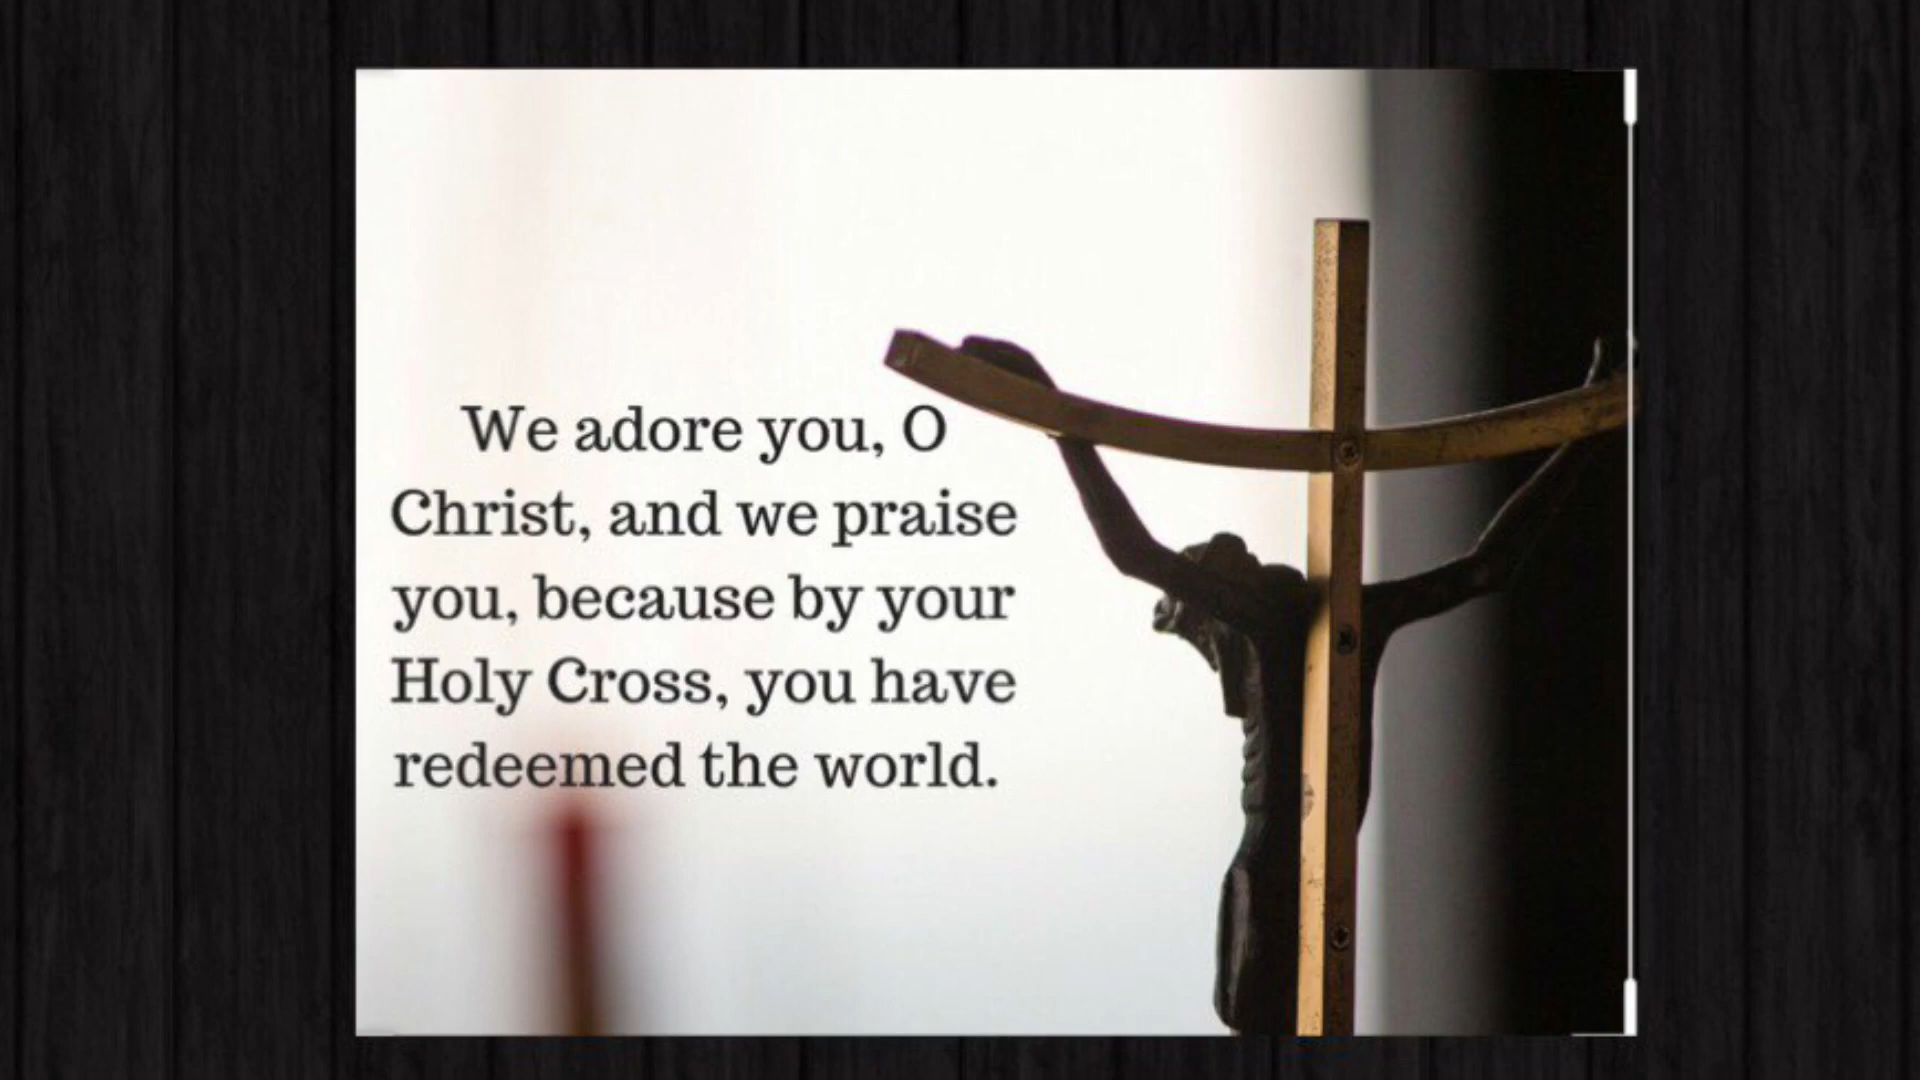 We adore you, O
Christ, and we praise
you, because by your
Holy Cross, you have
redeemed the world.